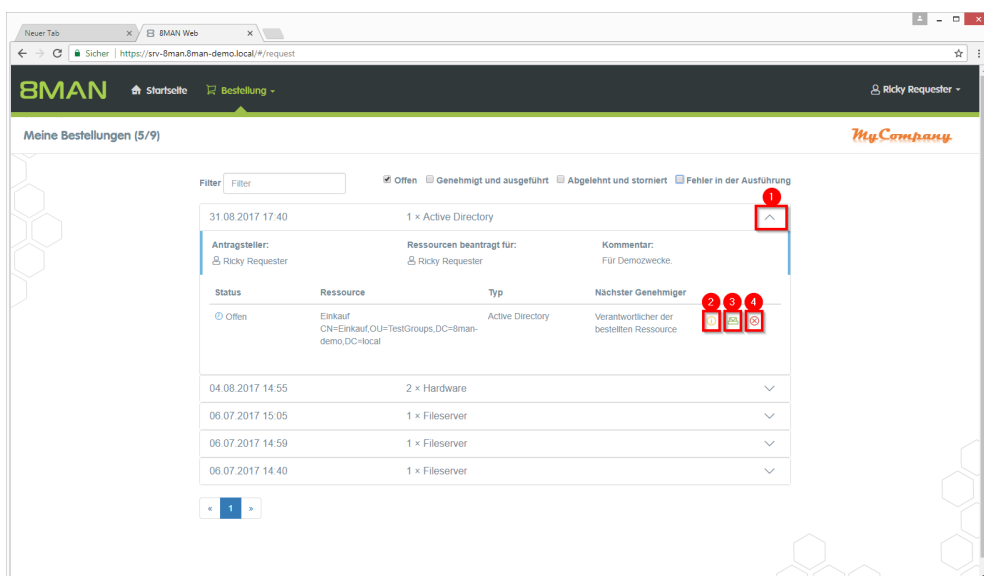 Neuer Tab
8MAN Web
Sicher | https://srv-8man.8man-demo.local/#/request
8MAN Startseite Bestellung Ricky Requester
Meine Bestellungen (5/9) MyCompany
Filter Filter Offen Genehmigt und ausgeführt Abgelehnt und storniert Fehler in der Ausführung
1
31.08.2017 17:40 1 × Active Directory
Antragsteller: Ressourcen beantragt für: Kommentar:
Ricky Requester Ricky Requester Für Demozwecke.
Status Ressource Typ Nächster Genehmiger
2 3 4
Offen Einkauf Active Directory Verantwortlicher der
CN=Einkauf,OU=TestGroups,DC=8man- bestellten Ressource
demo,DC=local
04.08.2017 14:55 2 × Hardware
06.07.2017 15:05 1 × Fileserver
06.07.2017 14:59 1 × Fileserver
06.07.2017 14:40 1 × Fileserver
« 1 »